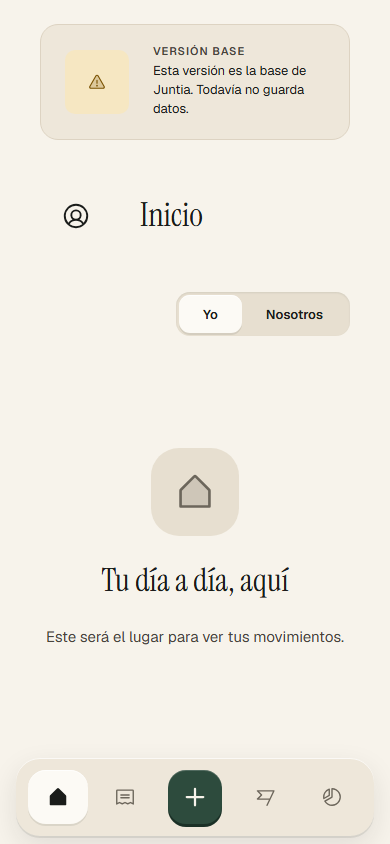 VERSIÓN BASE
Esta versión es la base de
Juntia. Todavía no guarda
datos.
Inicio
Yo
Nosotros
Tu día a día, aquí
Este será el lugar para ver tus movimientos.